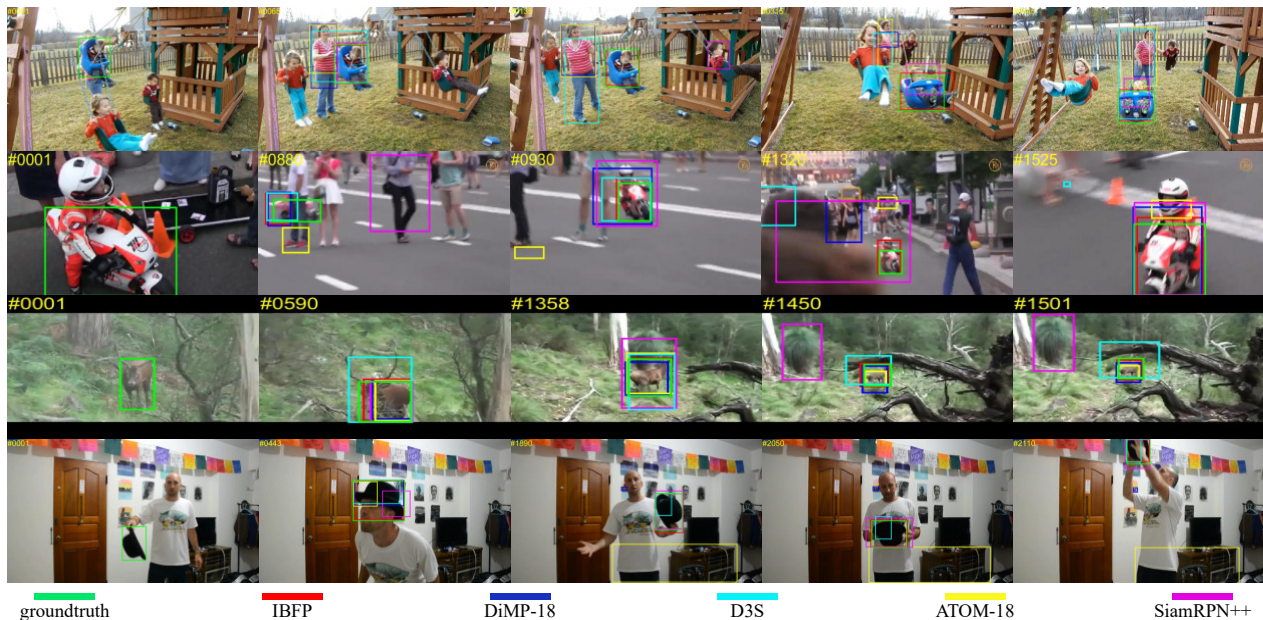 #0001
#0001 #0880 #0930 #1320 #1525
#0001 #0590 #1358 #1450 #1501
#0001 #0443 #1890 #2050 #2110
groundtruth IBFP DiMP-18 D3S ATOM-18 SiamRPN++